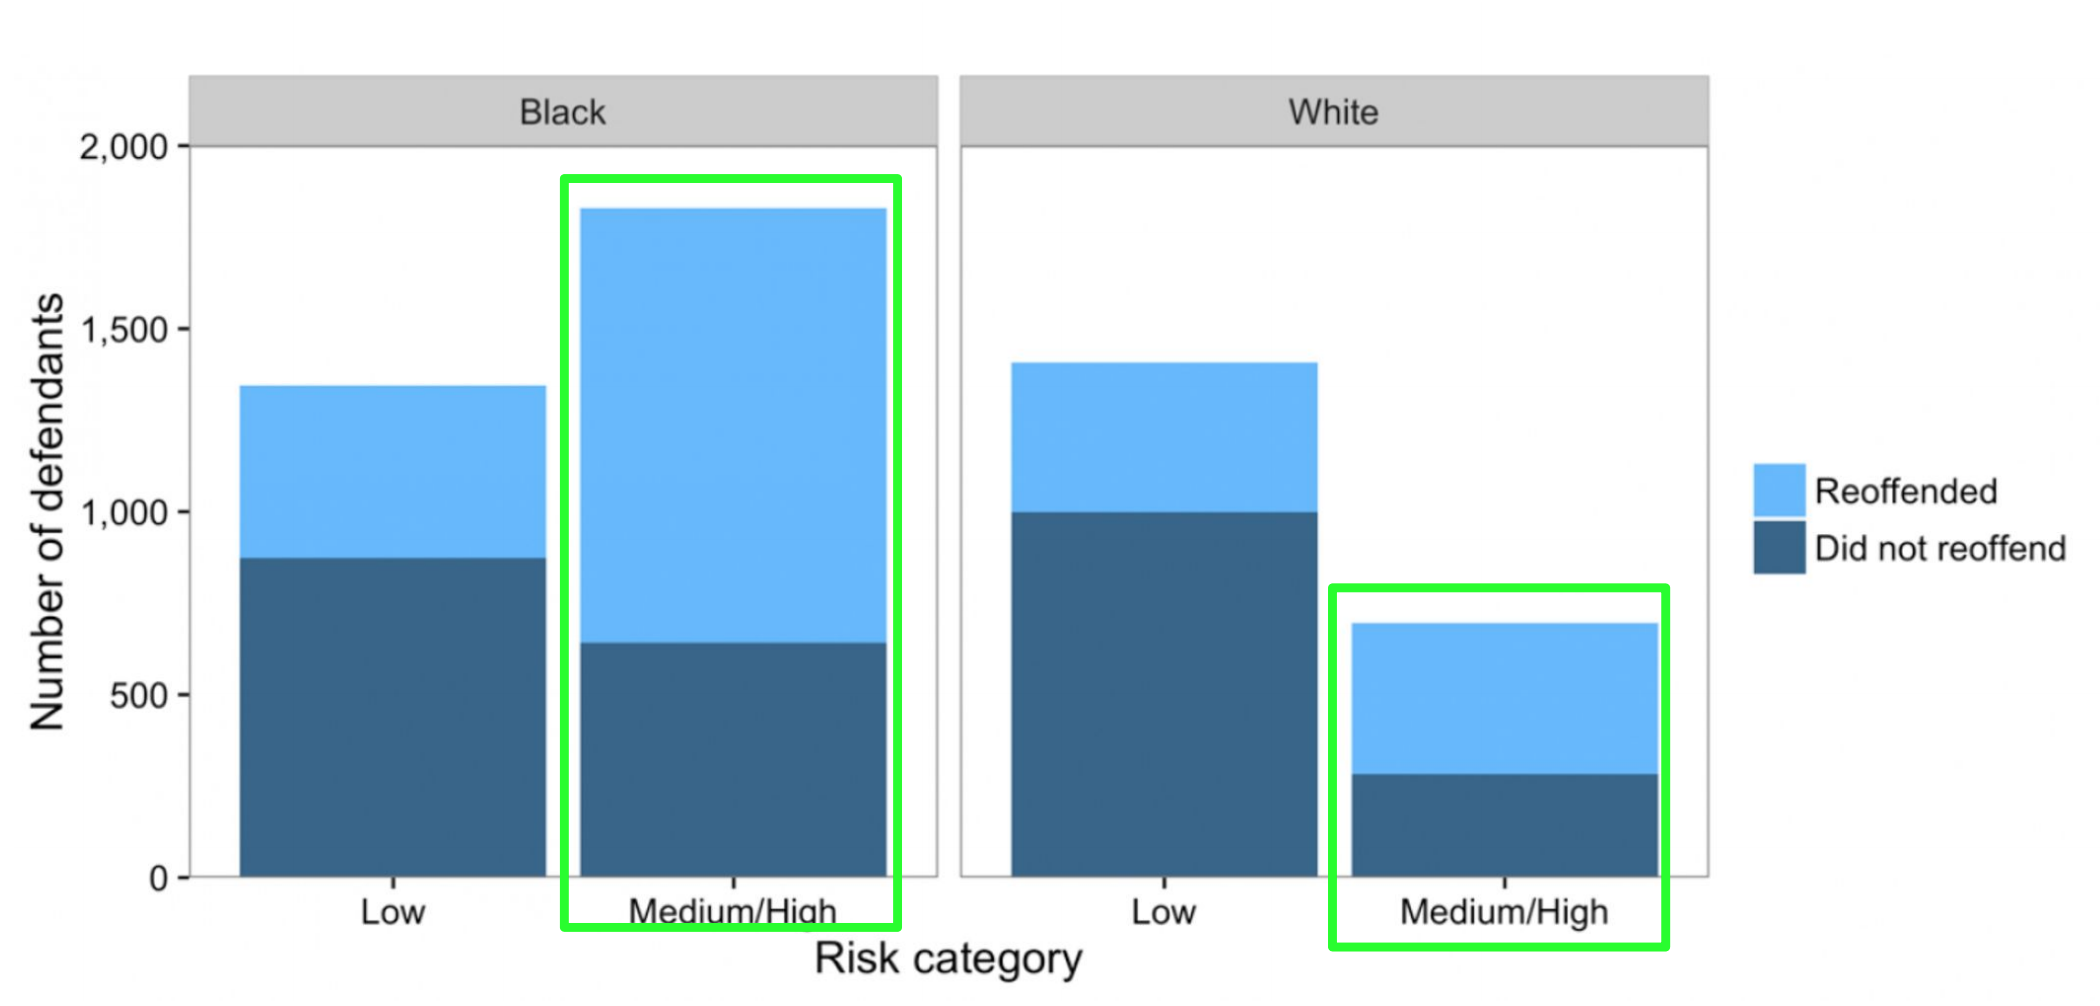 Black
White
2,000
1,500
1,000
500
0
Number of defendants
Low
Medium/High
Low
Medium/High
Risk category
Reoffended
Did not reoffend